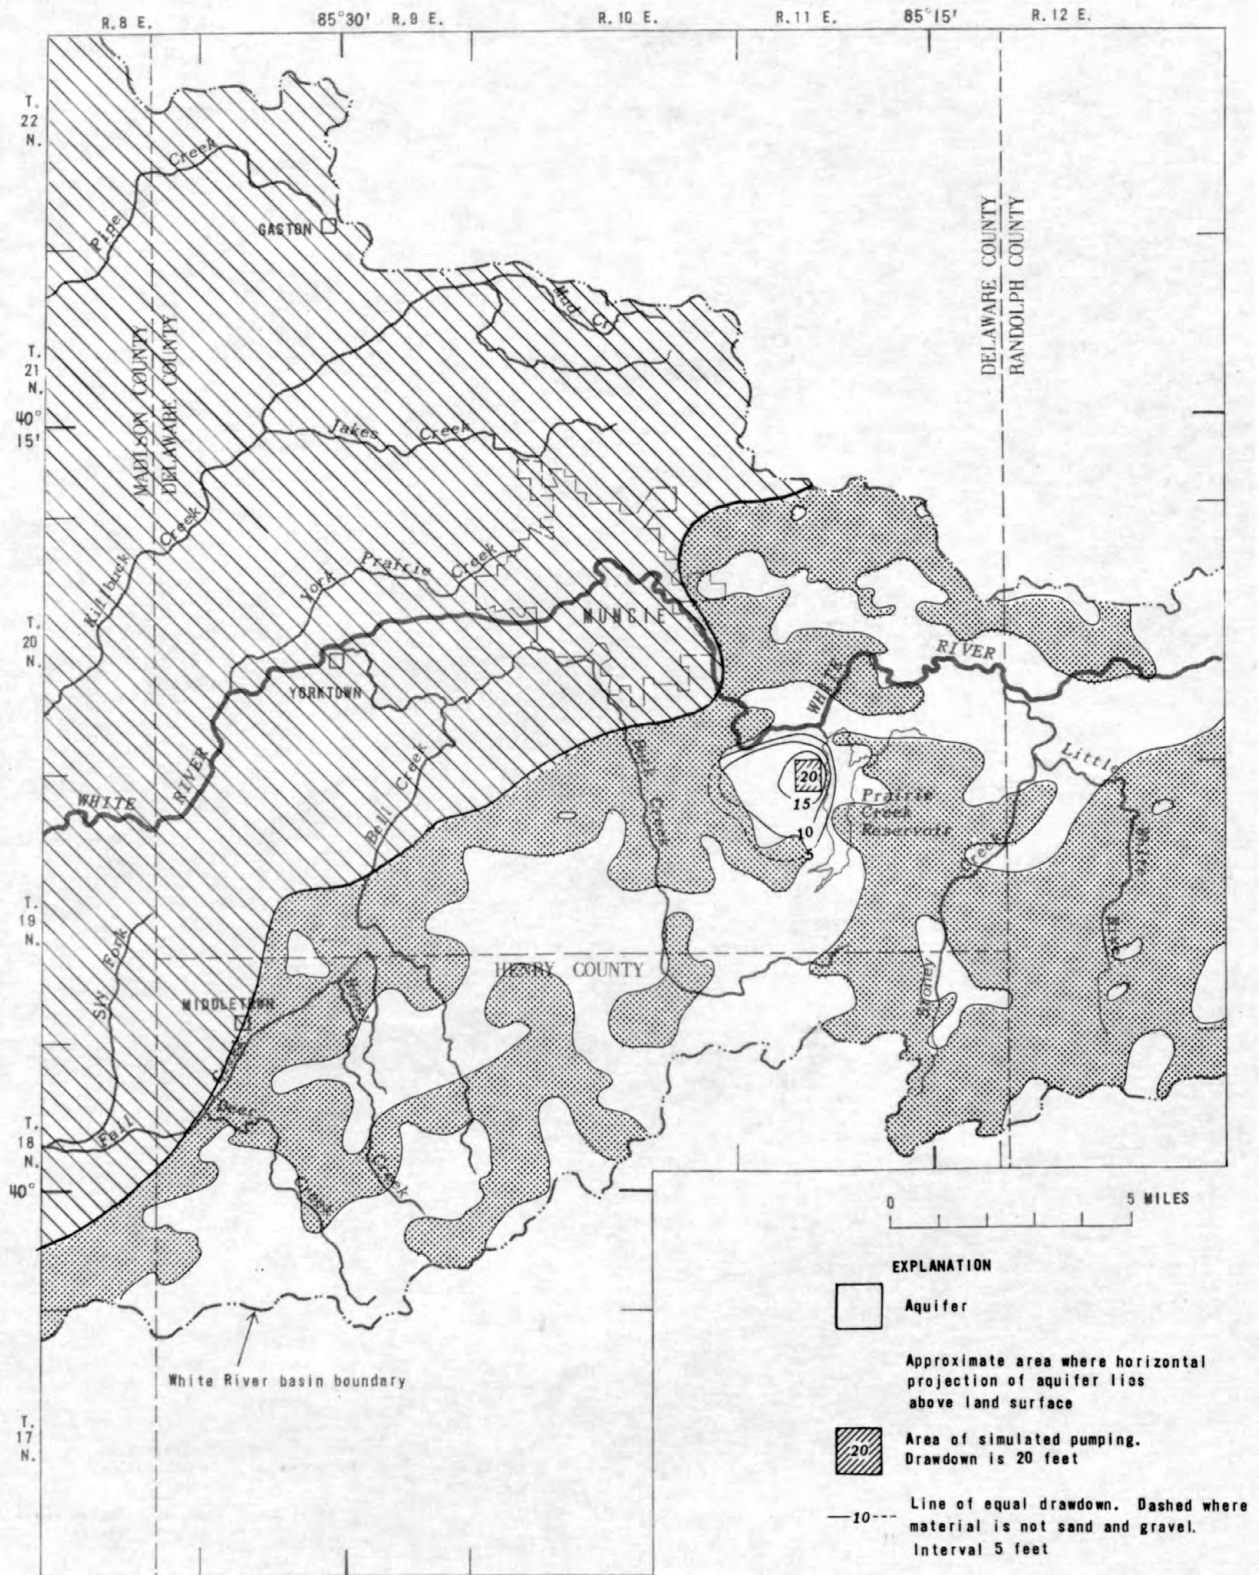 R.8 E.
85°30'
R.9 E.
R.10 E.
R.11 E.
85°15'
R.12 E.
T.
22
N.
Pipe
Creek
GASTON
Mud Cr
DELAWARE COUNTY
RANDOLPH COUNTY
MADISON COUNTY
DELAWARE COUNTY
T.
21
N.
40°
15'
Jakes Creek
Killbuck
Creek
York
Prairie
Creek
MUNCIE
T.
20
N.
YORKTOWN
WHITE
RIVER
WHITE
RIVER
Buck
Creek
Bell
Creek
20
15
10
5
Prairie
Creek
Reservoir
Little
White
River
Creek
Stoney
T.
19
N.
Sly
Fork
HENRY COUNTY
MIDDLETOWN
Honey
Creek
Deer
Creek
Fall
Creek
T.
18
N.
40°
0
5 MILES
EXPLANATION
Aquifer
Approximate area where horizontal
projection of aquifer lies
above land surface
20
Area of simulated pumping.
Drawdown is 20 feet
10
Line of equal drawdown. Dashed where
material is not sand and gravel.
Interval 5 feet
White River basin boundary
T.
17
N.